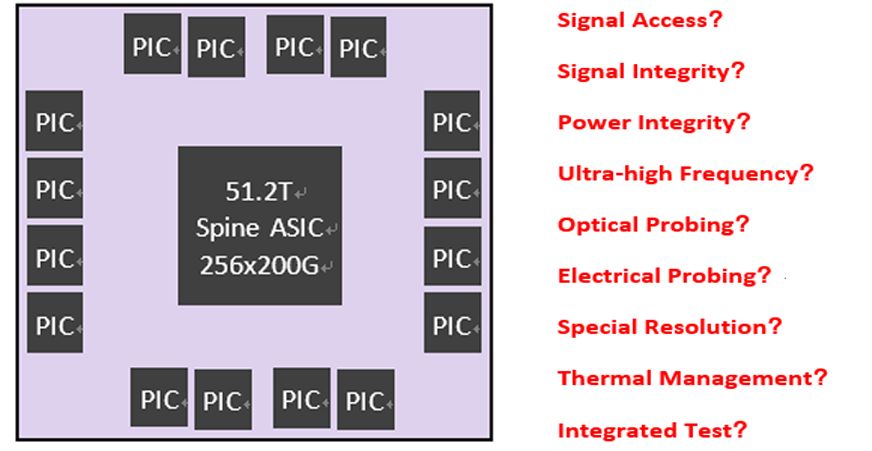 PIC PIC PIC PIC
PIC PIC
PIC PIC
PIC PIC
PIC PIC
51.2T
Spine ASIC
256x200G
PIC PIC PIC PIC
Signal Access?
Signal Integrity?
Power Integrity?
Ultra-high Frequency?
Optical Probing?
Electrical Probing?
Special Resolution?
Thermal Management?
Integrated Test?